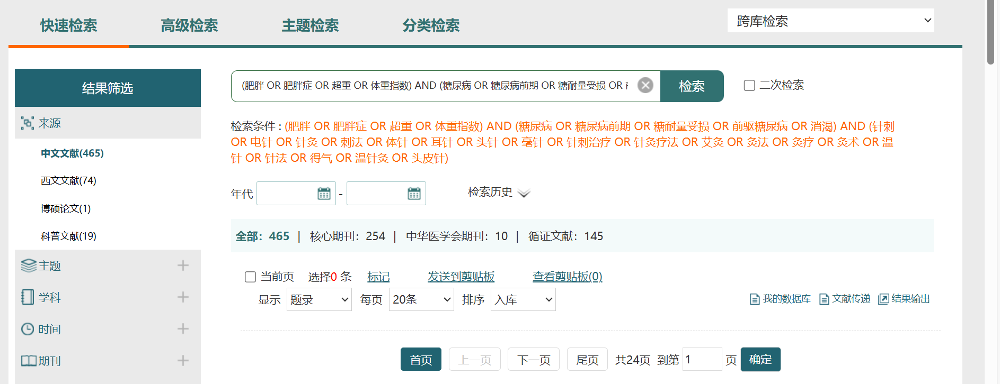 快速检索 高级检索 主题检索 分类检索 跨库检索
结果筛选
来源
中文文献(465)
西文文献(74)
博硕论文(1)
科普文献(19)
主题
学科
时间
期刊
(肥胖 OR 肥胖症 OR 超重 OR 体重指数) AND (糖尿病 OR 糖尿病前期 OR 糖耐量受损 OR
检索 二次检索
检索条件 : (肥胖 OR 肥胖症 OR 超重 OR 体重指数) AND (糖尿病 OR 糖尿病前期 OR 糖耐量受损 OR 前驱糖尿病 OR 消渴) AND (针刺
OR 电针 OR 针灸 OR 刺法 OR 体针 OR 耳针 OR 头针 OR 毫针 OR 针刺治疗 OR 针灸疗法 OR 艾灸 OR 灸法 OR 灸疗 OR 灸术 OR 温
针 OR 针法 OR 得气 OR 温针灸 OR 头皮针)
年代 - 检索历史
全部：465 | 核心期刊：254 | 中华医学会期刊：10 | 循证文献：145
当前页 选择0 条 标记 发送到剪贴板 查看剪贴板(0)
显示 题录 每页 20条 排序 入库 我的数据库 文献传递 结果输出
首页 上一页 下一页 尾页 共24页 到第 1 页 确定